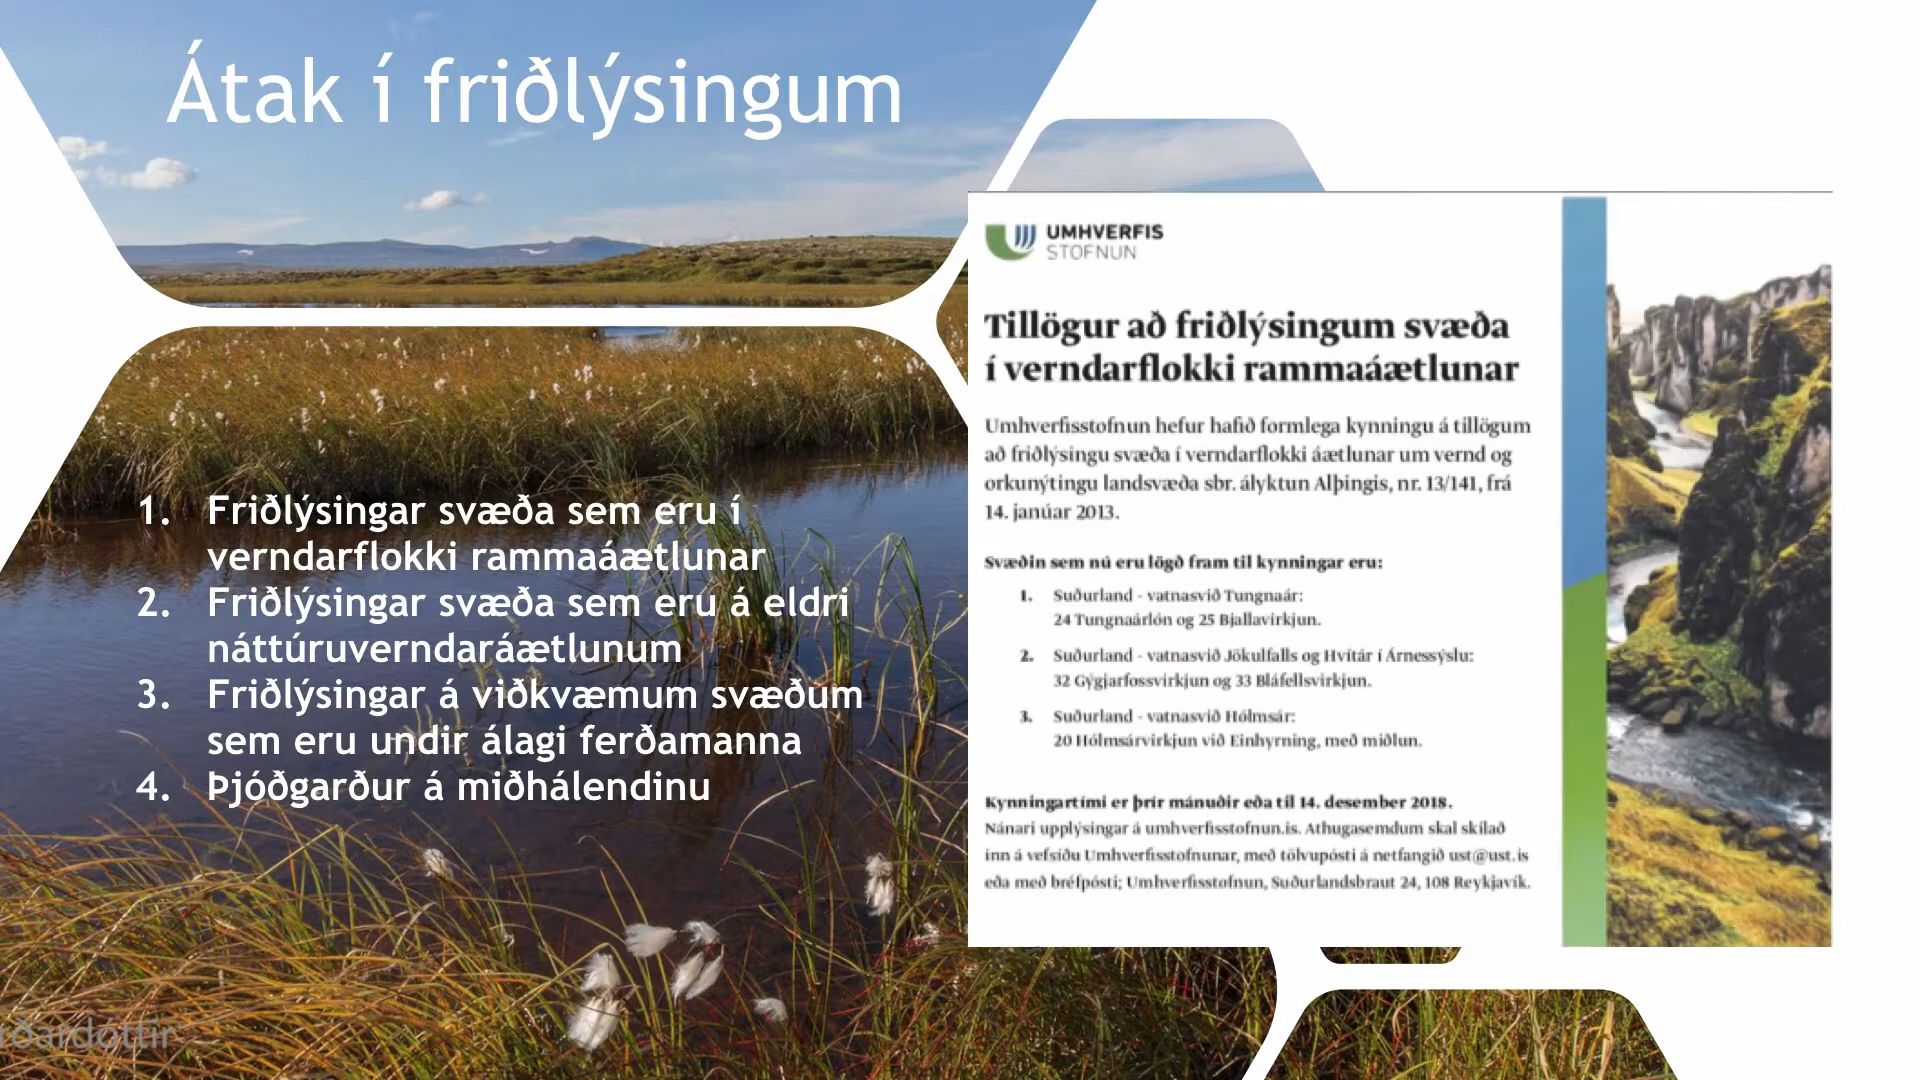 Átak í friðlýsingum
1. Friðlýsingar svæða sem eru í
verndarflokki rammaáætlunar
2. Friðlýsingar svæða sem eru á eldri
náttúruverndaráætlunum
3. Friðlýsingar á viðkvæmum svæðum
sem eru undir álagi ferðamanna
4. Þjóðgarður á miðhálendinu
UMHVERFIS
STOFNUN
Tillögur að friðlýsingum svæða
í verndarflokki rammaáætlunar
Umhverfisstofnun hefur hafið formlega kynningu á tillögum
að friðlýsingu svæða í verndarflokki áætlunar um vernd og
orkunýtingu landsvæða sbr. ályktun Alþingis, nr. 13/141, frá
14. janúar 2013.
Svæðin sem nú eru lögð fram til kynningar eru:
1. Suðurland - vatnasvið Tungnaár:
24 Tungnaárlón og 25 Bjallavirkjun.
2. Suðurland - vatnasvið Jökulfalls og Hvítár í Árnessýslu:
32 Gýgjarfossvirkjun og 33 Bláfellsvirkjun.
3. Suðurland - vatnasvið Hólmsár:
20 Hólmsárvirkjun við Einhyrning, með miðlun.
Kynningartími er þrír mánuðir eða til 14. desember 2018.
Nánari upplýsingar á umhverfisstofnun.is. Athugasemdum skal skilað
inn á vefsíðu Umhverfisstofnunar, með tölvupósti á netfangið ust@ust.is
eða með bréfpósti; Umhverfisstofnun, Suðurlandsbraut 24, 108 Reykjavík.
rðardóttir